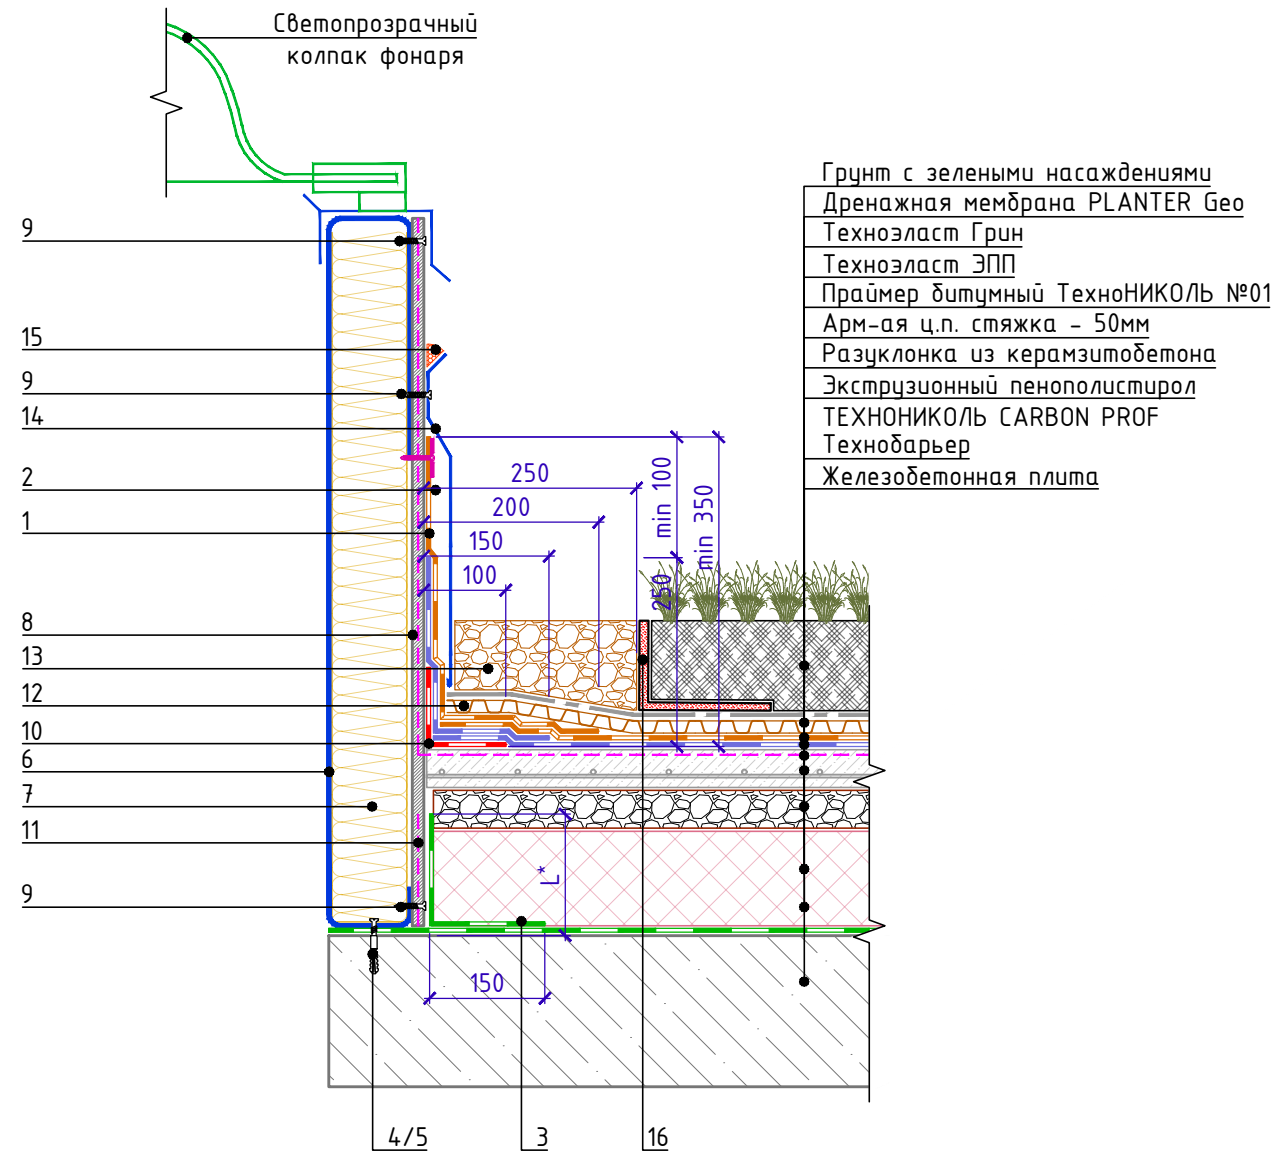 Светопрозрачный
колпак фонаря
Грунт с зелеными насаждениями
Дренажная мембрана PLANTER Geo
Техноэласт Грин
Техноэласт ЭПП
Праймер битумный ТехноНИКОЛЬ №01
Арм-ая ц.п. стяжка - 50мм
Разуклонка из керамзитобетона
Экструзионный пенополистирол
ТЕХНОНИКОЛЬ CARBON PROF
Технобарьер
Железобетонная плита
9
15
9
14
2
1
8
13
12
10
6
7
11
9
250
200
150
100
min 100
250
min 350
L*
150
4/5
3
16